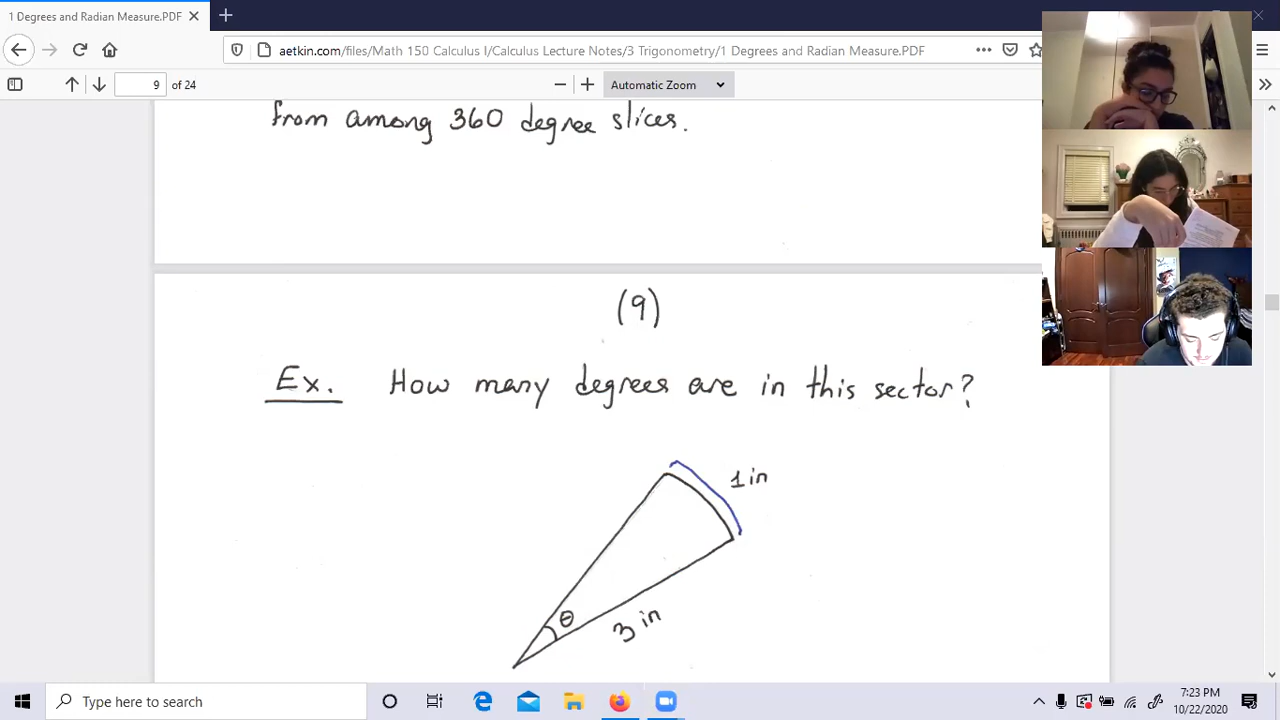 1 Degrees and Radian Measure.PDF
aetkin.com/files/Math 150 Calculus I/Calculus Lecture Notes/3 Trigonometry/1 Degrees and Radian Measure.PDF
9 of 24
Automatic Zoom
from among 360 degree slices.
(9)
Ex. How many degrees are in this sector?
1 in
θ
3 in
Type here to search
7:23 PM
10/22/2020